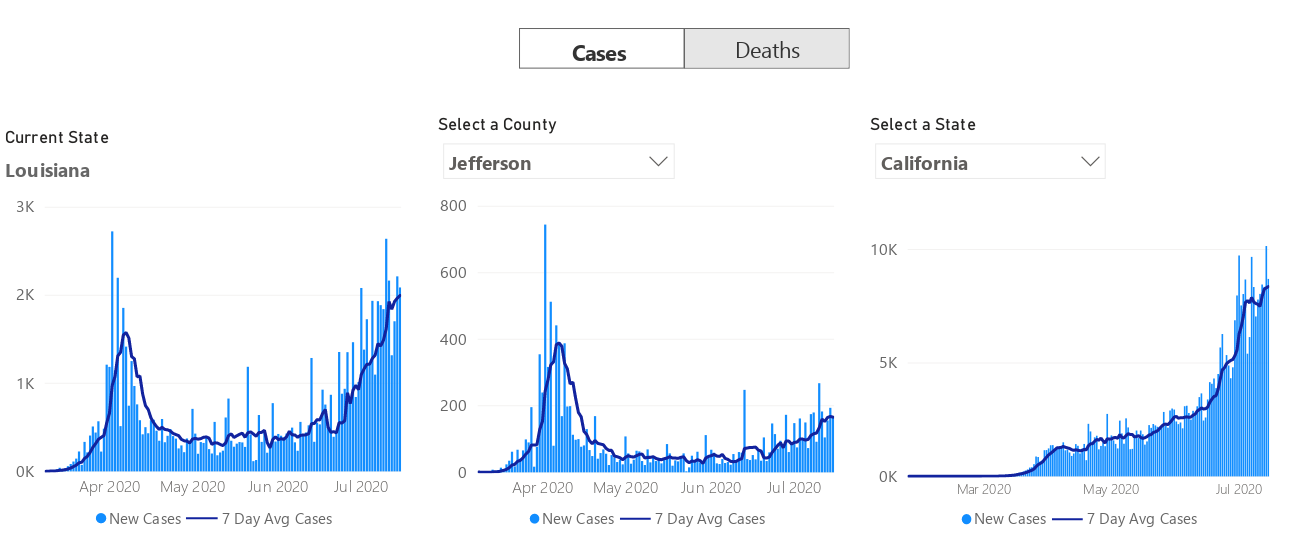 Cases
Deaths
Current State
Louisiana
3K
2K
1K
0K
Apr 2020
May 2020
Jun 2020
Jul 2020
New Cases
7 Day Avg Cases
Select a County
Jefferson
800
600
400
200
0
Apr 2020
May 2020
Jun 2020
Jul 2020
New Cases
7 Day Avg Cases
Select a State
California
10K
5K
0K
Mar 2020
May 2020
Jul 2020
New Cases
7 Day Avg Cases